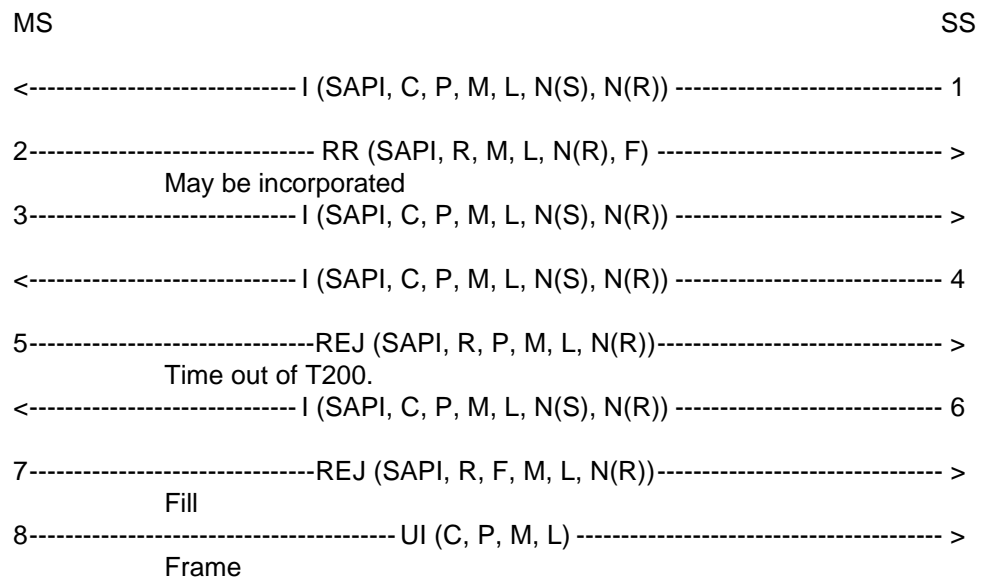 MS SS
<------------------------------ I (SAPI, C, P, M, L, N(S), N(R)) ------------------------------ 1
2-------------------------------- RR (SAPI, R, M, L, N(R), F) -------------------------------- >
May be incorporated
3------------------------------ I (SAPI, C, P, M, L, N(S), N(R)) ------------------------------ >
<------------------------------ I (SAPI, C, P, M, L, N(S), N(R)) ------------------------------ 4
5--------------------------------REJ (SAPI, R, P, M, L, N(R))-------------------------------- >
Time out of T200.
<------------------------------ I (SAPI, C, P, M, L, N(S), N(R)) ------------------------------ 6
7--------------------------------REJ (SAPI, R, F, M, L, N(R))-------------------------------- >
Fill
8----------------------------------------- UI (C, P, M, L) ----------------------------------------- >
Frame